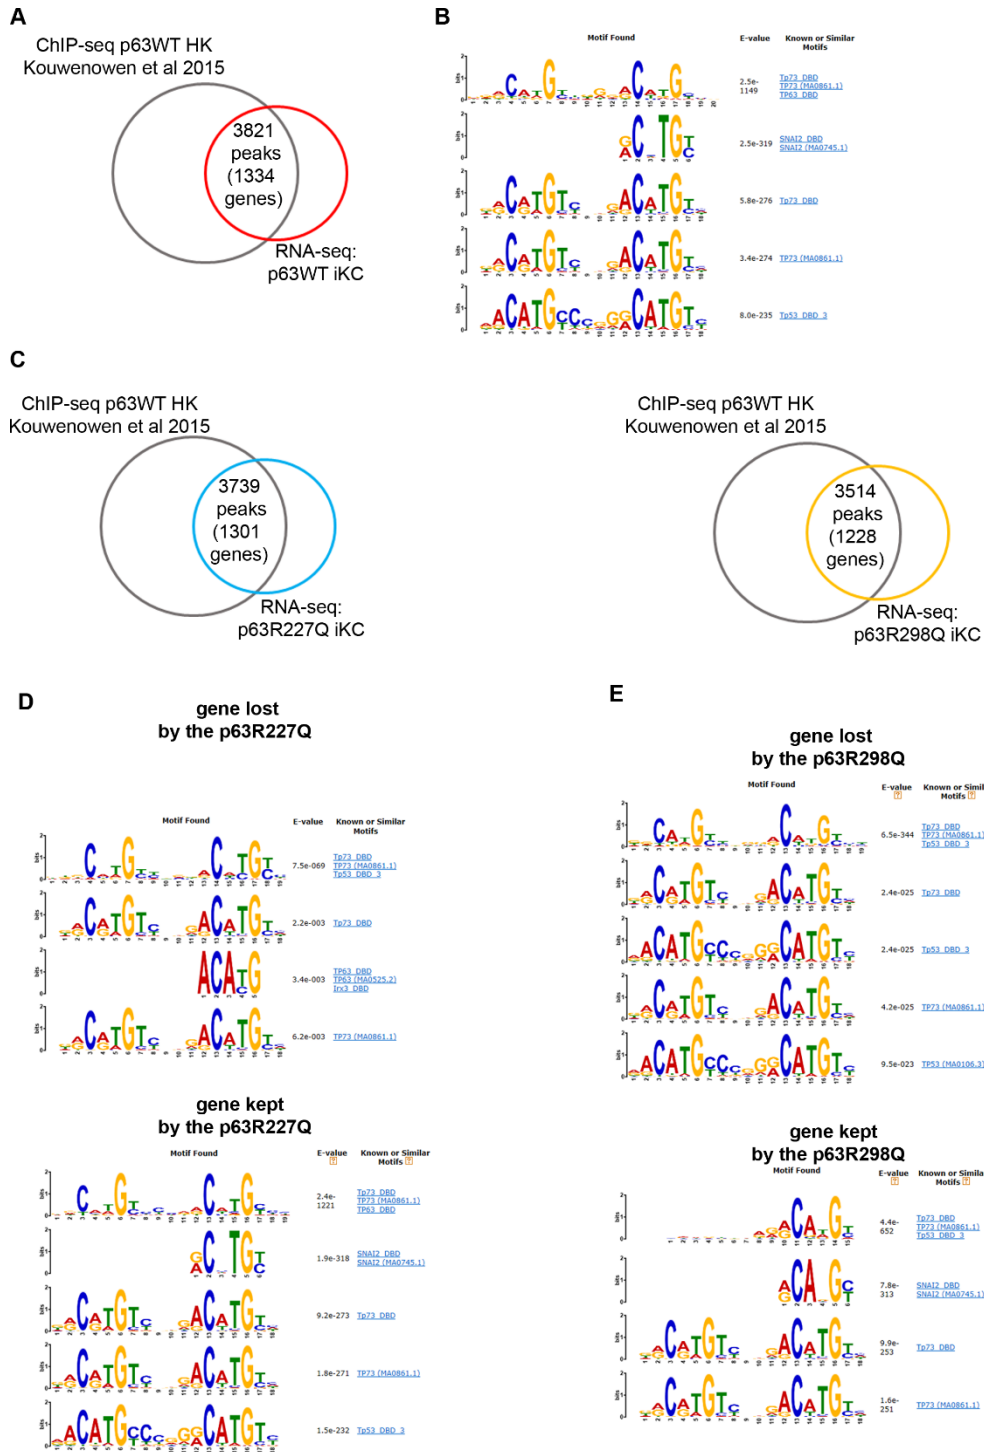 A
ChIP-seq p63WT HK
Kouwenowen et al 2015
3821
peaks
(1334
genes)
RNA-seq:
p63WT iKC
B
Motif Found
E-value
Known or Similar
Motifs
2.5e-
1149
Tp73_DBD
TP73 (MA0861.1)
TP63_DBD
2.5e-319
SNAI2_DBD
SNAI2 (MA0745.1)
5.8e-276
Tp73_DBD
3.4e-274
TP73 (MA0861.1)
8.0e-235
Tp53_DBD_3
C
ChIP-seq p63WT HK
Kouwenowen et al 2015
3739
peaks
(1301
genes)
RNA-seq:
p63R227Q iKC
ChIP-seq p63WT HK
Kouwenowen et al 2015
3514
peaks
(1228
genes)
RNA-seq:
p63R298Q iKC
D
gene lost
by the p63R227Q
Motif Found
E-value
Known or Similar
Motifs
7.5e-069
Tp73_DBD
TP73 (MA0861.1)
Tp53_DBD_3
2.2e-003
Tp73_DBD
3.4e-003
TP63_DBD
TP63 (MA0525.2)
Irx3_DBD
6.2e-003
TP73 (MA0861.1)
gene kept
by the p63R227Q
Motif Found
E-value
Known or Similar
Motifs
2.4e-
1221
Tp73_DBD
TP73 (MA0861.1)
TP63_DBD
1.9e-318
SNAI2_DBD
SNAI2 (MA0745.1)
9.2e-273
Tp73_DBD
1.8e-271
TP73 (MA0861.1)
1.5e-232
Tp53_DBD_3
E
gene lost
by the p63R298Q
Motif Found
E-value
Known or Simil
Motifs
6.5e-344
Tp73_DBD
TP73 (MA0861.1)
Tp53_DBD_3
2.4e-025
Tp73_DBD
2.4e-025
Tp53_DBD_3
4.2e-025
TP73 (MA0861.1)
9.5e-023
TP53 (MA0106.3)
gene kept
by the p63R298Q
Motif Found
E-value
Known or Simil
Motifs
4.4e-
652
Tp73_DBD
TP73 (MA0861.1)
Tp53_DBD_3
7.8e-
313
SNAI2_DBD
SNAI2 (MA0745.1)
9.9e-
253
Tp73_DBD
1.6e-
251
TP73 (MA0861.1)